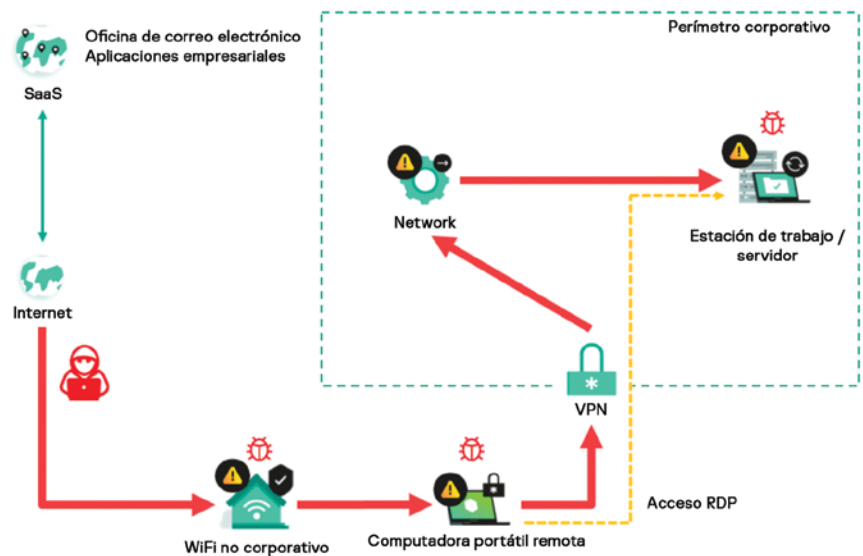 Oficina de correo electrónico
Aplicaciones empresariales
Perímetro corporativo
SaaS
Network
Estación de trabajo /
servidor
Internet
VPN
Acceso RDP
WiFi no corporativo
Computadora portátil remota